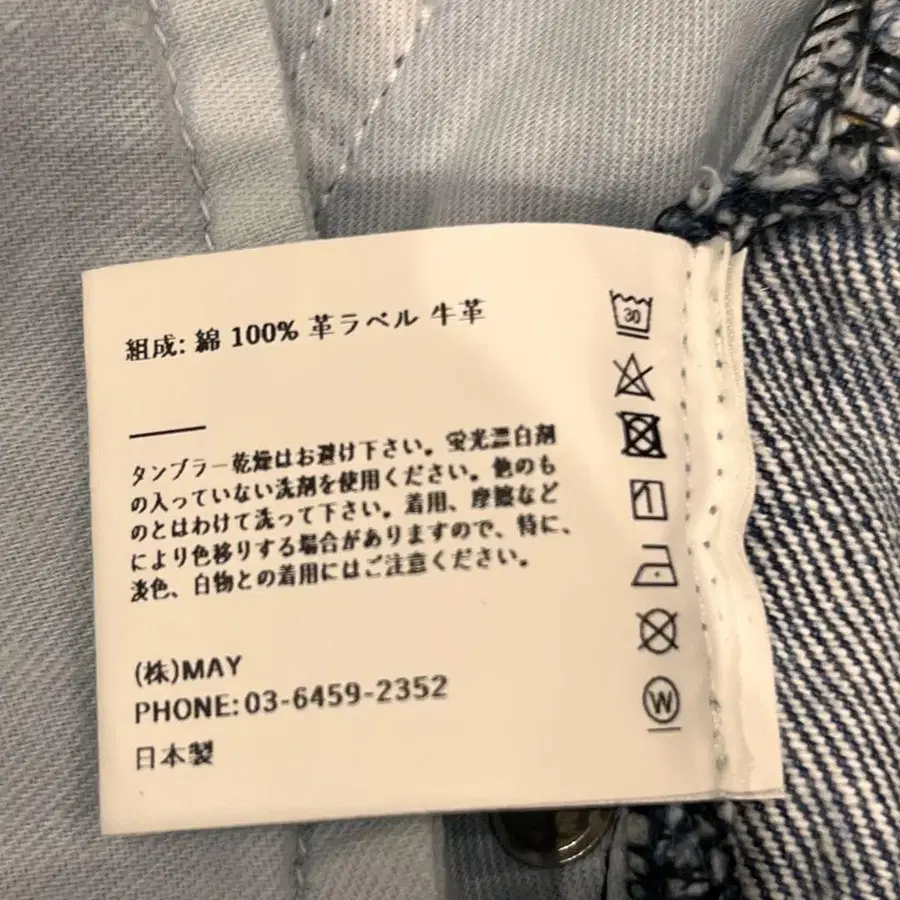 組成: 綿 100% 革ラベル 牛革
タンブラー乾燥はお避け下さい。蛍光漂白剤
の入っていない洗剤を使用ください。他のも
のとはわけて洗って下さい。着用、摩擦など
により色移りする場合がありますので、特に、
淡色、白物との着用にはご注意ください。
(株)MAY
PHONE: 03-6459-2352
日本製
30
W